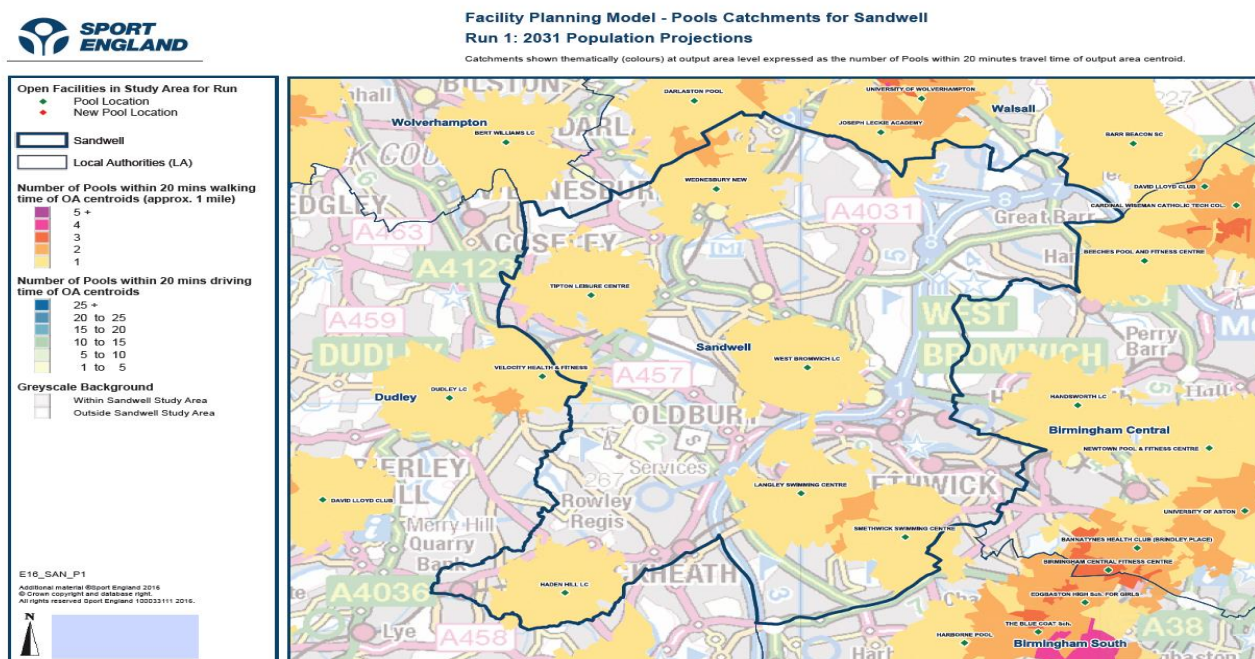 SPORT
ENGLAND
Facility Planning Model - Pools Catchments for Sandwell
Run 1: 2031 Population Projections
Catchments shown thematically (colours) at output area level expressed as the number of Pools within 20 minutes travel time of output area centroid.
Open Facilities in Study Area for Run
Pool Location
New Pool Location
Sandwell
Local Authorities (LA)
Number of Pools within 20 mins walking
time of OA centroids (approx. 1 mile)
5 +
4
3
2
1
Number of Pools within 20 mins driving
time of OA centroids
25 +
20 to 25
15 to 20
10 to 15
5 to 10
1 to 5
Greyscale Background
Within Sandwell Study Area
Outside Sandwell Study Area
E16_SAN_P1
Additional material ©Sport England 2016
© Crown copyright and database right.
All rights reserved Sport England 100033111 2016.
N
BILSTON
DARLASTON POOL
UNIVERSITY OF WOLVERHAMPTON
Walsall
Wolverhampton
BERT WILLIAMS LC
JOSEPH LECKIE ACADEMY
BARR BEACON SC
WEDNESBURY NEW
DAVID LLOYD CLUB
CARDINAL WISEMAN CATHOLIC TECH COL.
A463
A4031
8
7
Great Barr
COSELEY
BEECHES POOL AND FITNESS CENTRE
A4123
TIPTON LEISURE CENTRE
A459
WEST
BROMWICH
Perry
Barr
DUDLEY
Sandwell
WEST BROMWICH LC
VELOCITY HEALTH & FITNESS
A457
DUDLEY LC
Dudley
1
HANDSWORTH LC
OLDBUR
2
Birmingham Central
NEWTOWN POOL & FITNESS CENTRE
Services
267
LANGLEY SWIMMING CENTRE
DAVID LLOYD CLUB
Rowley
Regis
UNIVERSITY OF ASTON
Merry Hill
Quarry
Bank
SMETHWICK SWIMMING CENTRE
BANNATYNES HEALTH CLUB (BRINDLEY PLACE)
BIRMINGHAM CENTRAL FITNESS CENTRE
A4036
HADEN HILL LC
KHEATH
EDGBASTON HIGH Sch. FOR GIRLS
THE BLUE COAT Sch.
A38
Lye
A458
HARBORNE POOL
Birmingham South